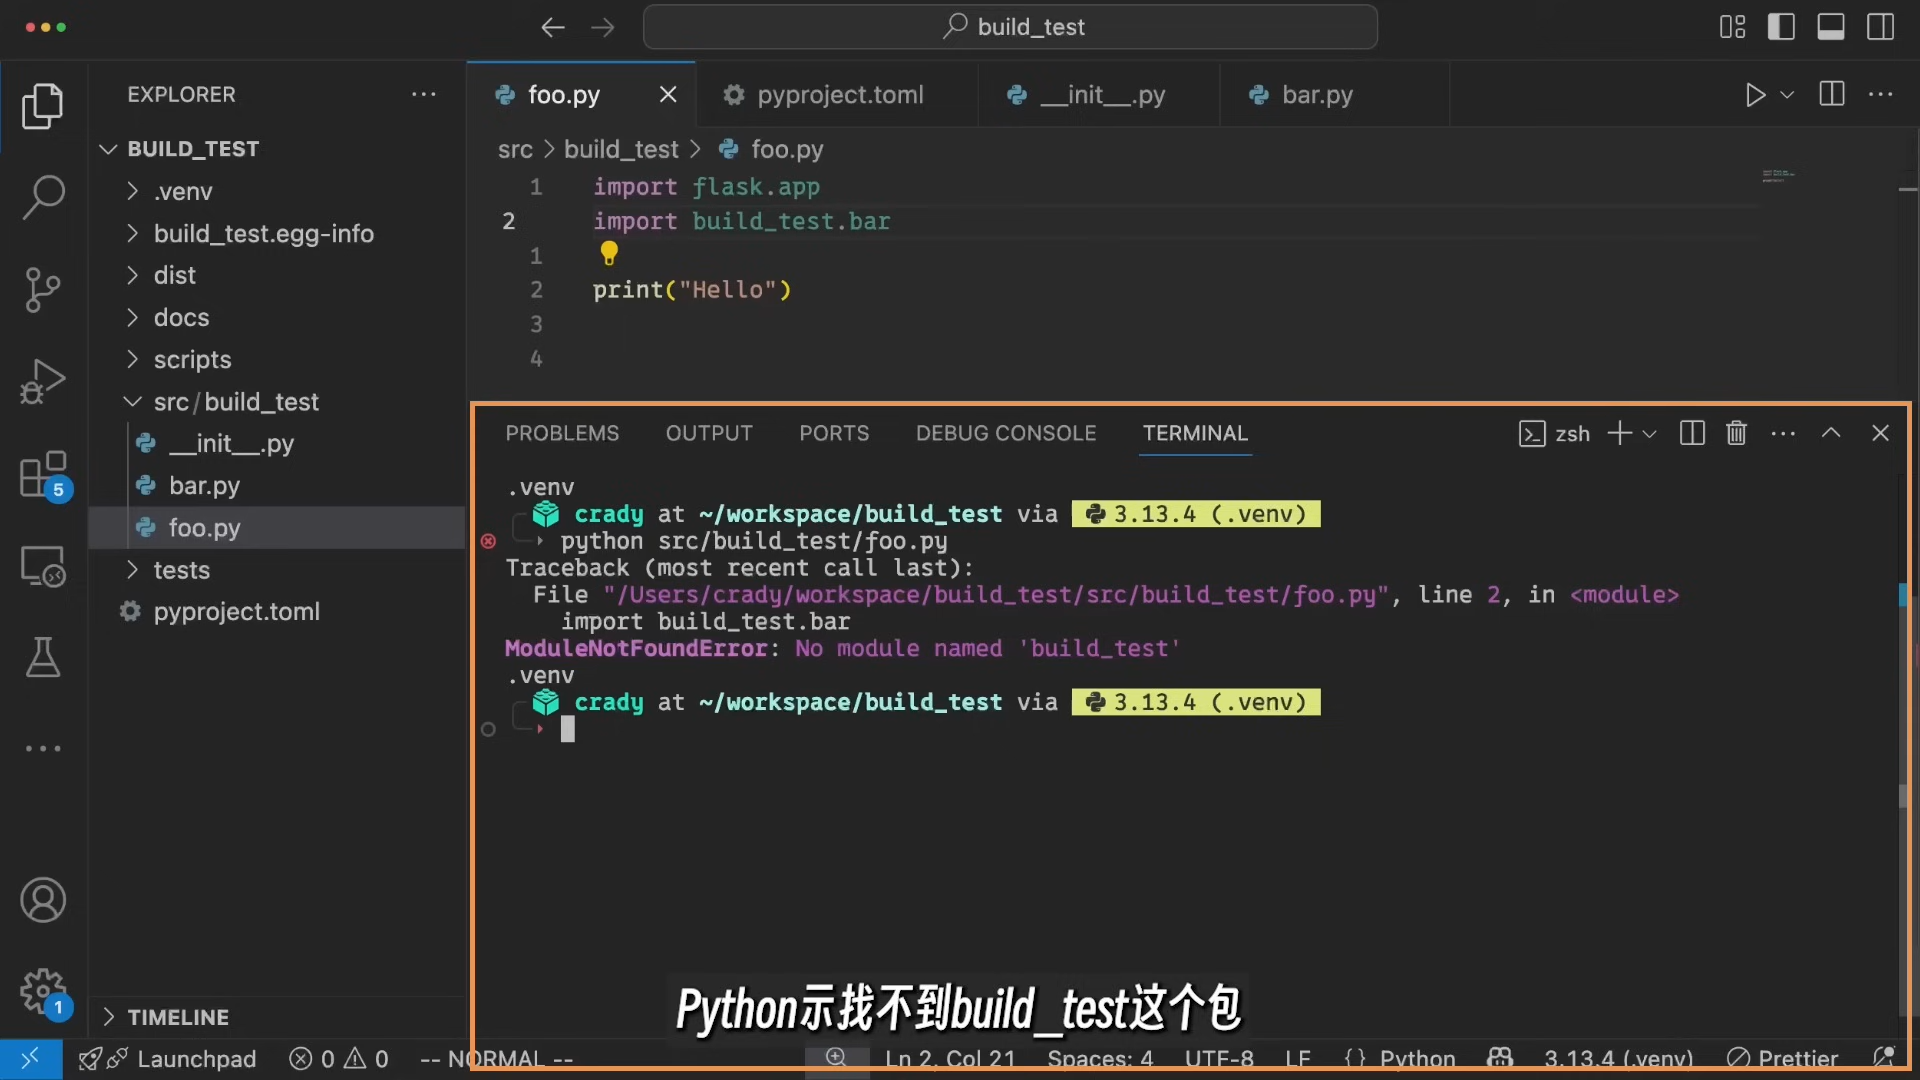 build_test
EXPLORER
BUILD_TEST
.venv
build_test.egg-info
dist
docs
scripts
src/build_test
__init__.py
bar.py
foo.py
tests
pyproject.toml
TIMELINE
5
1
foo.py
pyproject.toml
__init__.py
bar.py
src > build_test > foo.py
1 import flask.app
2 import build_test.bar
1
2 print("Hello")
3
4
PROBLEMS OUTPUT PORTS DEBUG CONSOLE TERMINAL zsh
.venv
crady at ~/workspace/build_test via 3.13.4 (.venv)
python src/build_test/foo.py
Traceback (most recent call last):
File "/Users/crady/workspace/build_test/src/build_test/foo.py", line 2, in <module>
import build_test.bar
ModuleNotFoundError: No module named 'build_test'
.venv
crady at ~/workspace/build_test via 3.13.4 (.venv)
Python示找不到build_test这个包
Launchpad 0 0 -- NORMAL -- Ln 2, Col 21 Spaces: 4 UTF-8 LF {} Python 3.13.4 (.venv) Prettier